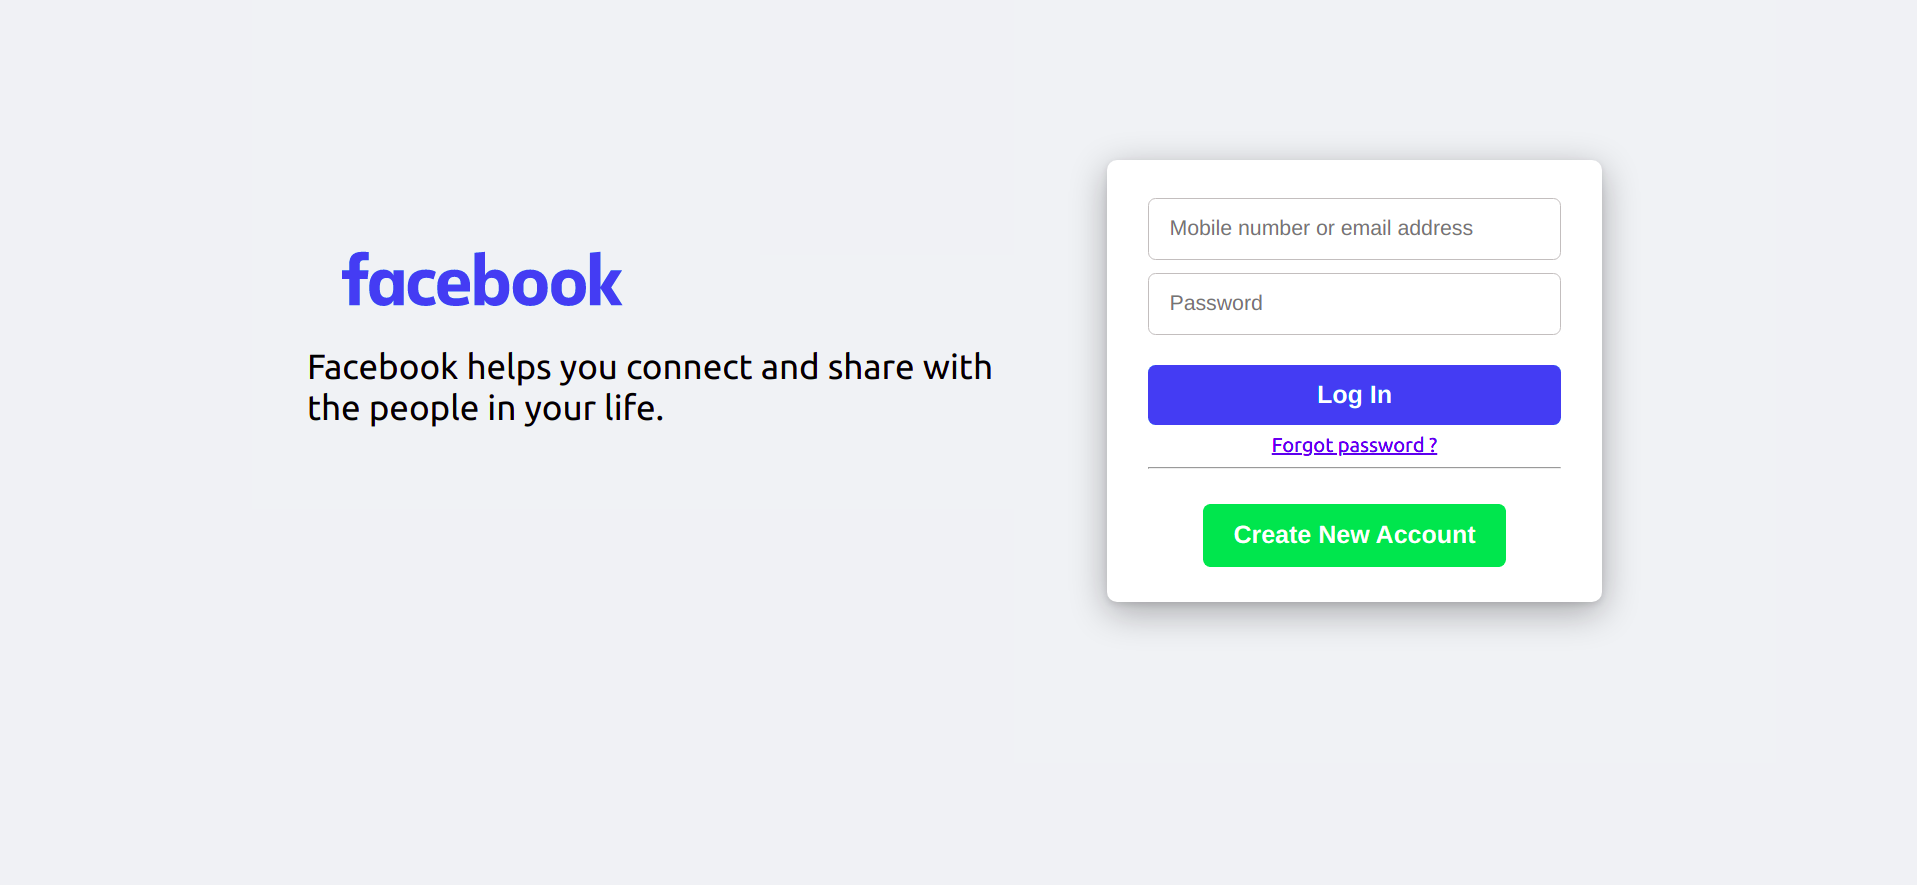 facebook
Facebook helps you connect and share with
the people in your life.
Mobile number or email address
Password
Log In
Forgot password ?
Create New Account